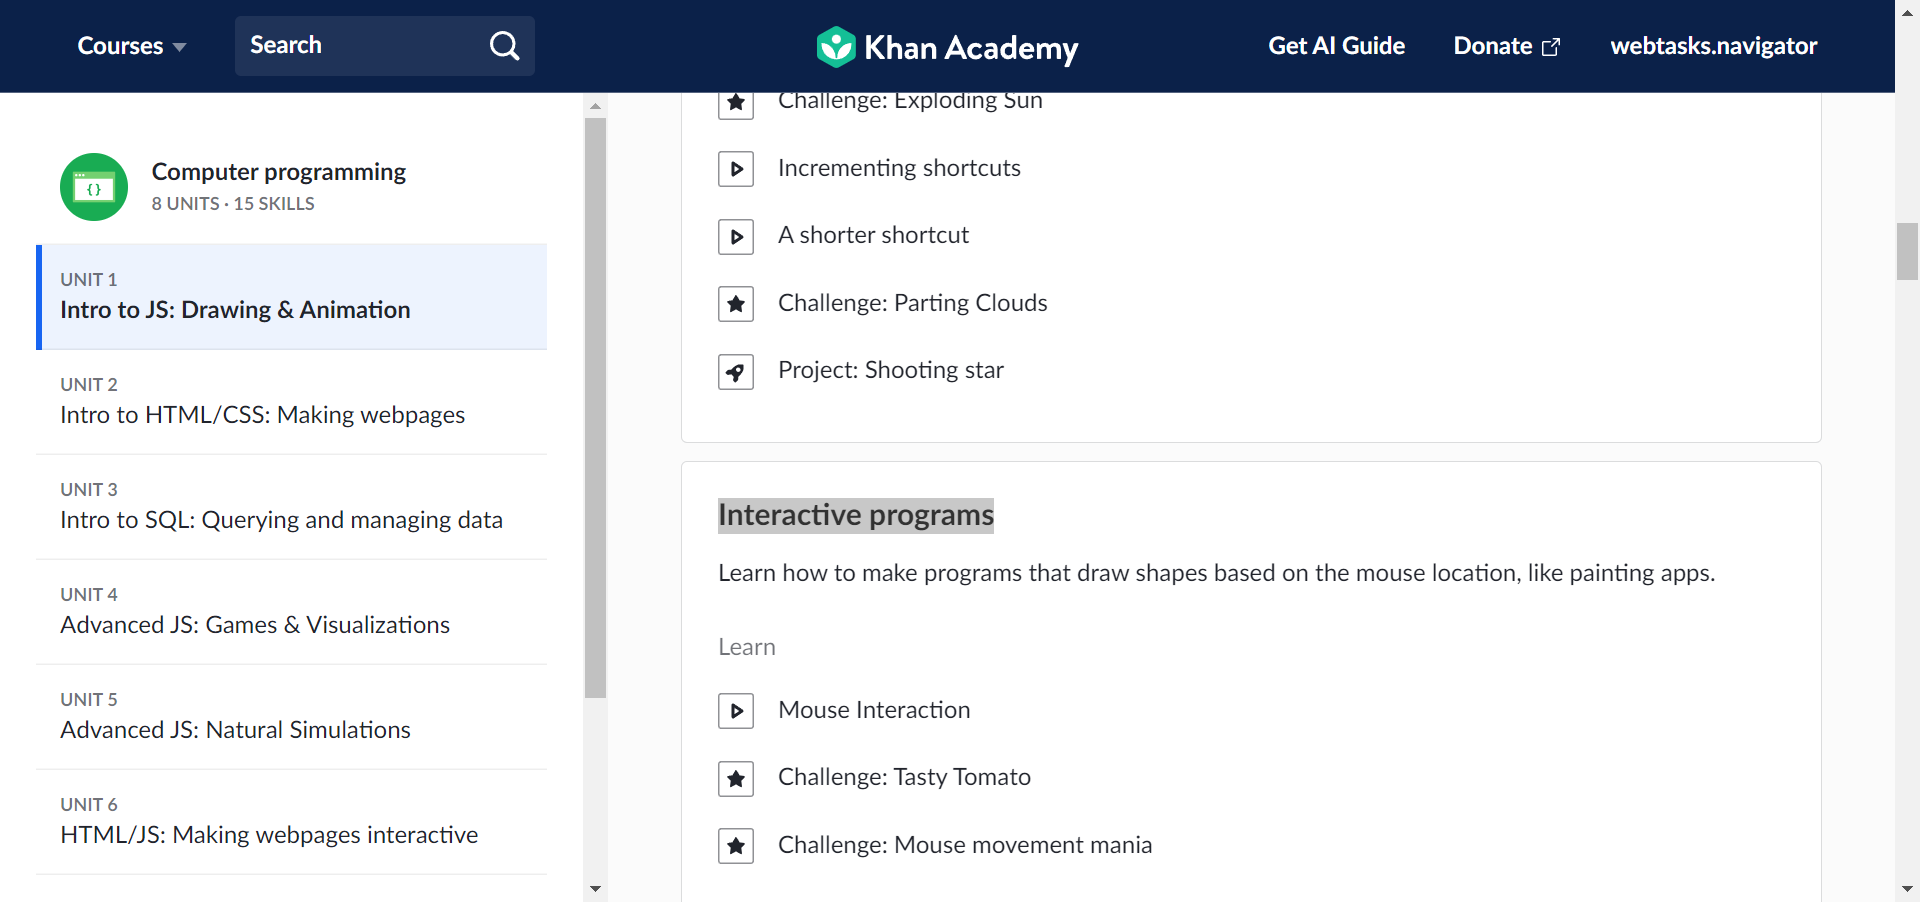 Courses
Search
Khan Academy
Get AI Guide
Donate
webtasks.navigator
Computer programming
8 UNITS · 15 SKILLS
UNIT 1
Intro to JS: Drawing & Animation
UNIT 2
Intro to HTML/CSS: Making webpages
UNIT 3
Intro to SQL: Querying and managing data
UNIT 4
Advanced JS: Games & Visualizations
UNIT 5
Advanced JS: Natural Simulations
UNIT 6
HTML/JS: Making webpages interactive
Challenge: Exploding Sun
Incrementing shortcuts
A shorter shortcut
Challenge: Parting Clouds
Project: Shooting star
Interactive programs
Learn how to make programs that draw shapes based on the mouse location, like painting apps.
Learn
Mouse Interaction
Challenge: Tasty Tomato
Challenge: Mouse movement mania